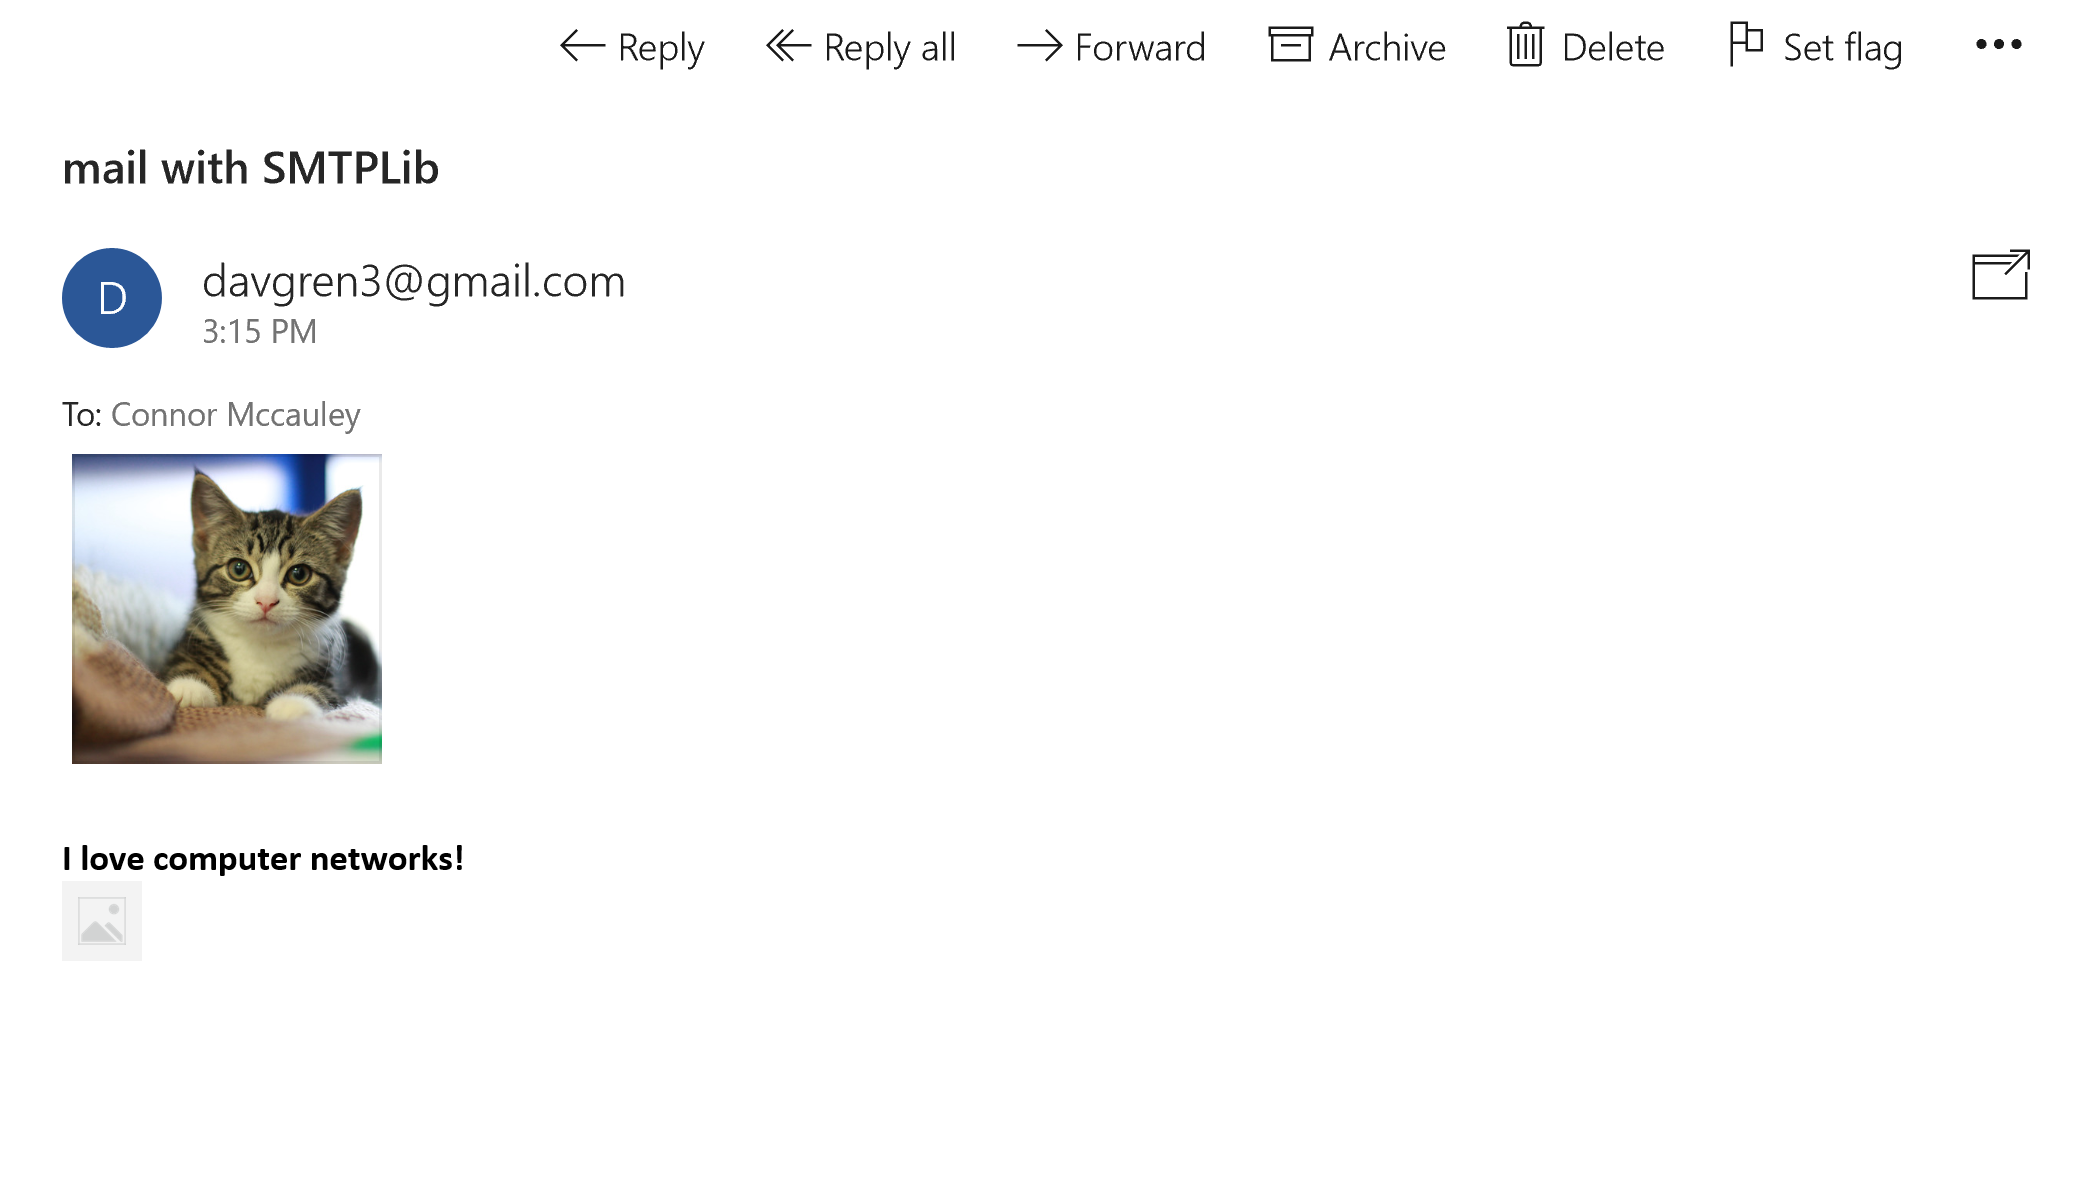 Reply Reply all Forward Archive Delete Set flag
mail with SMTPLib
D
davgren3@gmail.com
3:15 PM
To: Connor Mccauley
I love computer networks!